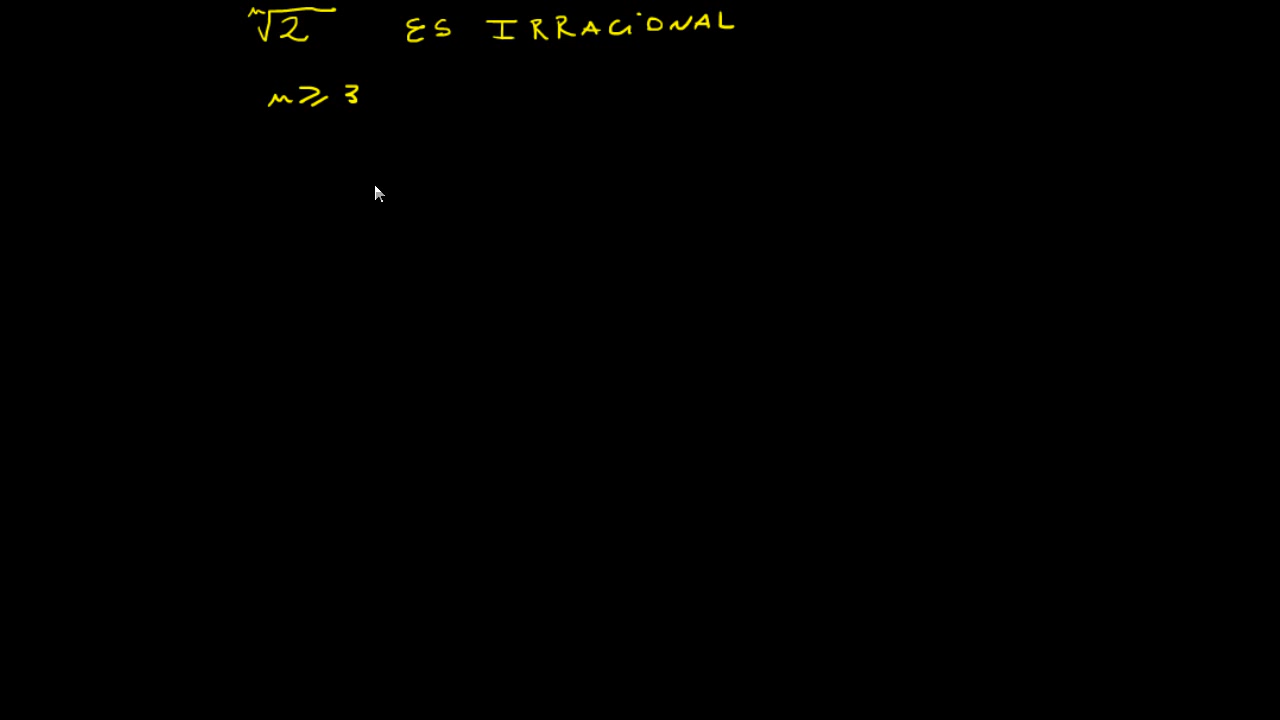 ⁿ√2 ES IRRACIONAL
n ⩾ 3